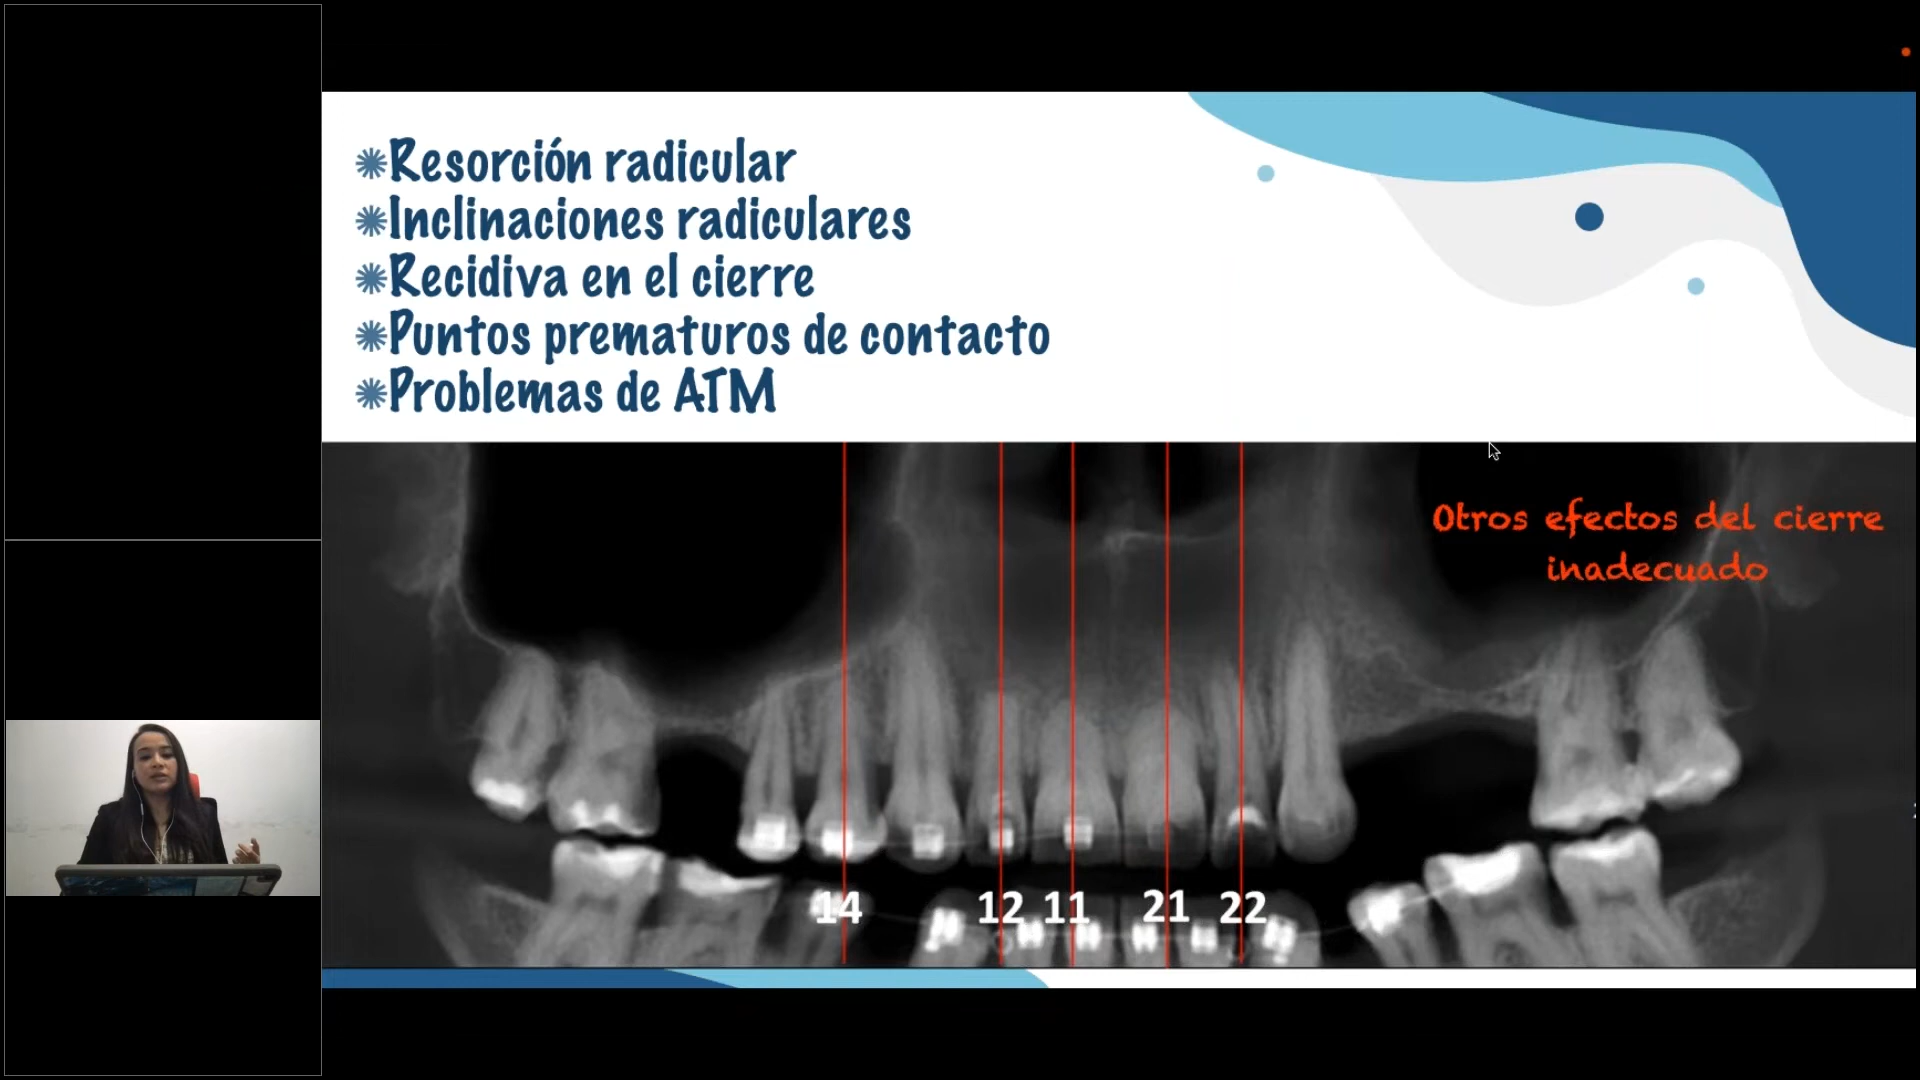 Resorción radicular
Inclinaciones radiculares
Recidiva en el cierre
Puntos prematuros de contacto
Problemas de ATM
Otros efectos del cierre
inadecuado
14 12 11 21 22